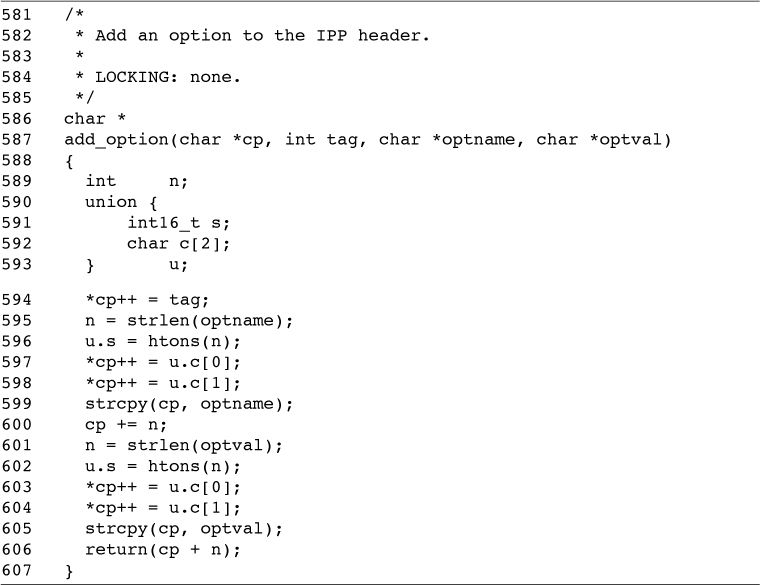 581 /*
582  * Add an option to the IPP header.
583  *
584  * LOCKING: none.
585  */
586 char *
587 add_option(char *cp, int tag, char *optname, char *optval)
588 {
589   int     n;
590   union {
591       int16_t s;
592       char c[2];
593   }       u;
594   *cp++ = tag;
595   n = strlen(optname);
596   u.s = htons(n);
597   *cp++ = u.c[0];
598   *cp++ = u.c[1];
599   strcpy(cp, optname);
600   cp += n;
601   n = strlen(optval);
602   u.s = htons(n);
603   *cp++ = u.c[0];
604   *cp++ = u.c[1];
605   strcpy(cp, optval);
606   return(cp + n);
607 }